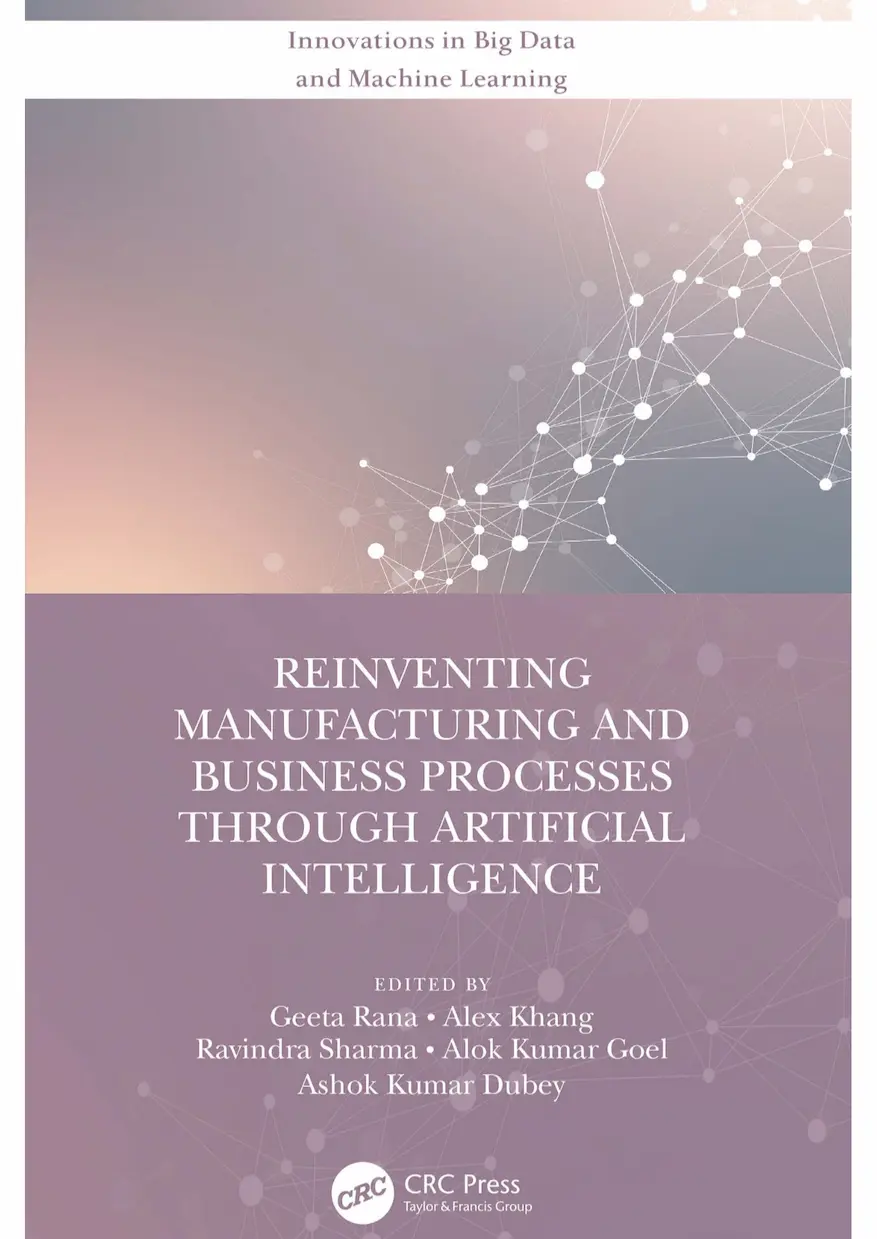 Innovations in Big Data
and Machine Learning
REINVENTING
MANUFACTURING AND
BUSINESS PROCESSES
THROUGH ARTIFICIAL
INTELLIGENCE
EDITED BY
Geeta Rana • Alex Khang
Ravindra Sharma • Alok Kumar Goel
Ashok Kumar Dubey
CRC CRC Press
Taylor & Francis Group